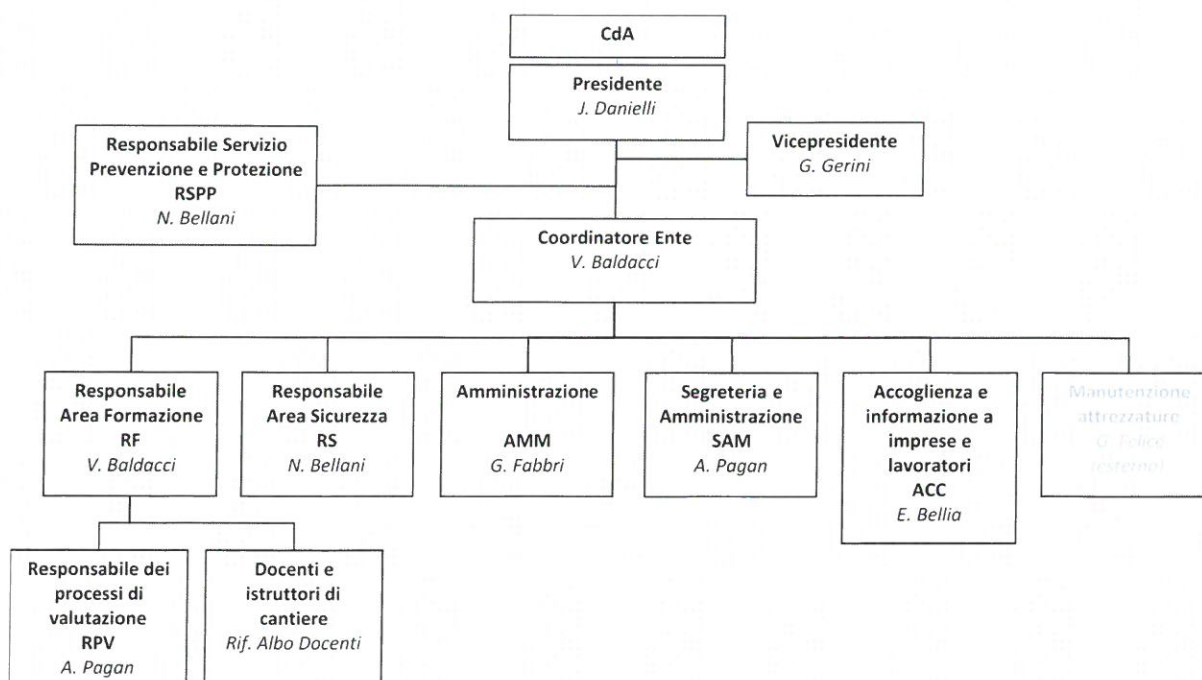 CdA
Presidente
J. Danielli
Responsabile Servizio
Prevenzione e Protezione
RSPP
N. Bellani
Vicepresidente
G. Gerini
Coordinatore Ente
V. Baldacci
Responsabile
Area Formazione
RF
V. Baldacci
Responsabile
Area Sicurezza
RS
N. Bellani
Amministrazione
AMM
G. Fabbri
Segreteria e
Amministrazione
SAM
A. Pagan
Accoglienza e
informazione a
imprese e
lavoratori
ACC
E. Bellia
Manutenzione
attrezzature
G. Felice
(esterno)
Responsabile dei
processi di
valutazione
RPV
A. Pagan
Docenti e
istruttori di
cantiere
Rif. Albo Docenti